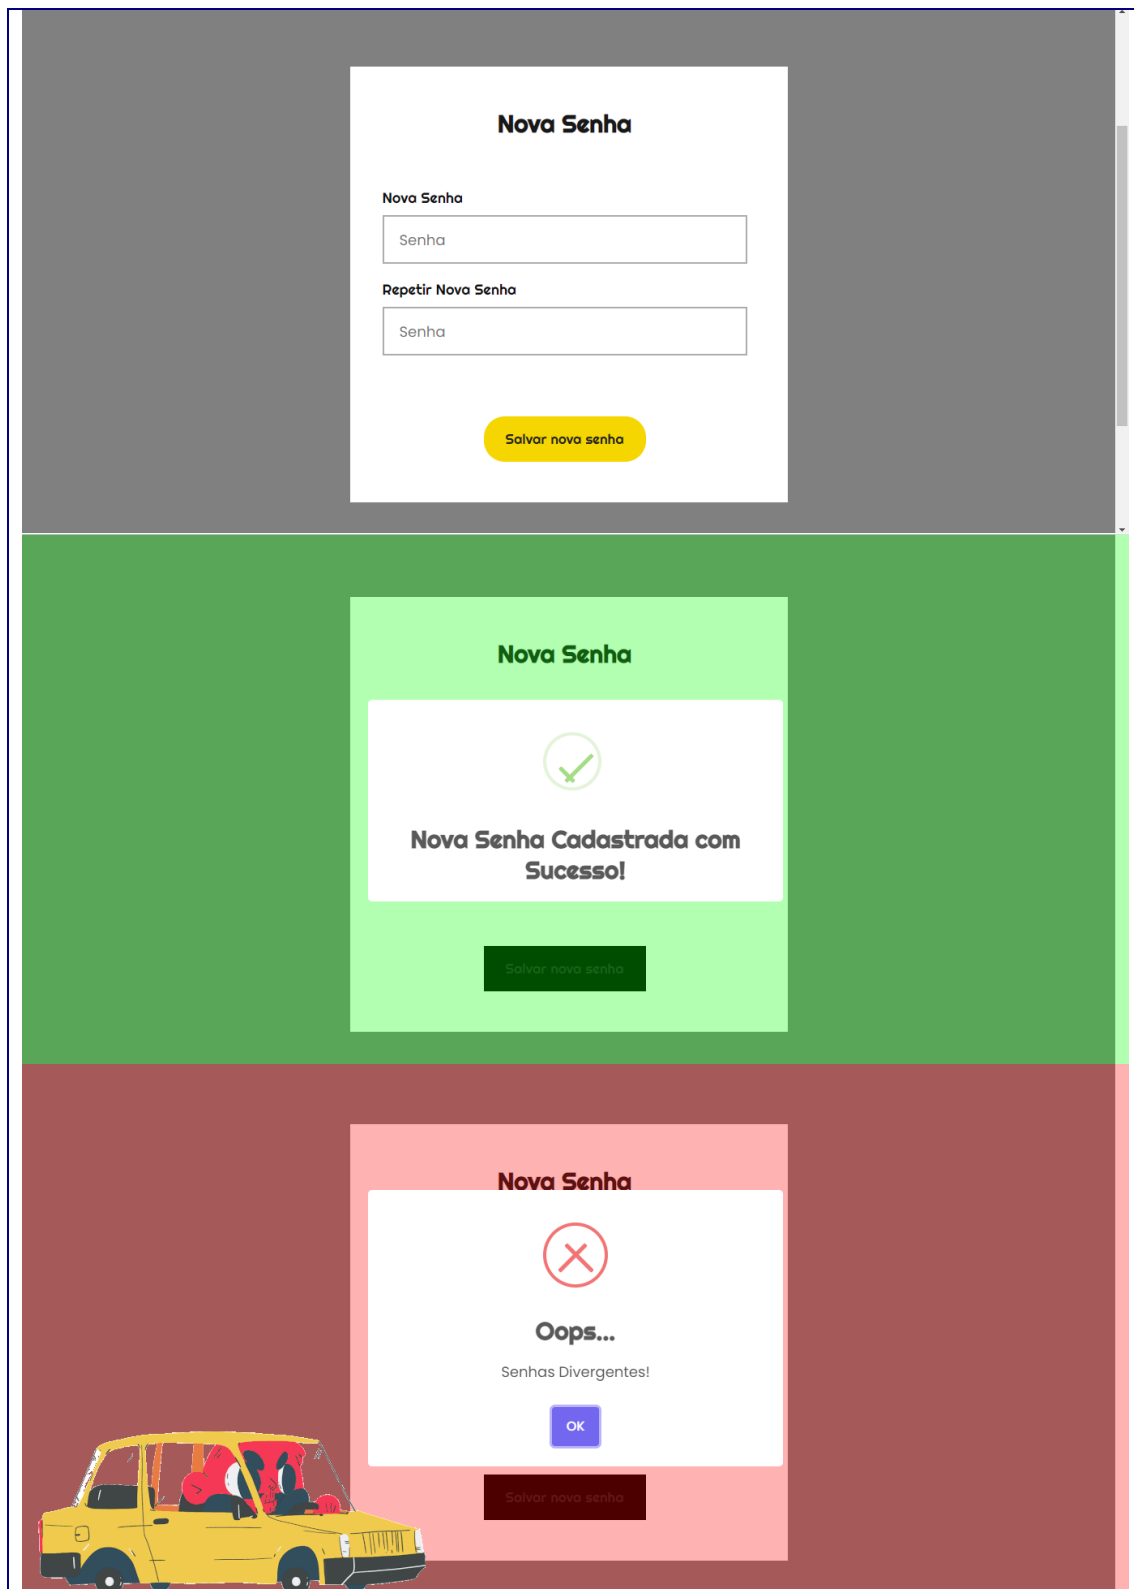 Nova Senha
Nova Senha
Senha
Repetir Nova Senha
Senha
Salvar nova senha
Nova Senha
Nova Senha Cadastrada com
Sucesso!
Salvar nova senha
Nova Senha
Oops...
Senhas Divergentes!
OK
Salvar nova senha